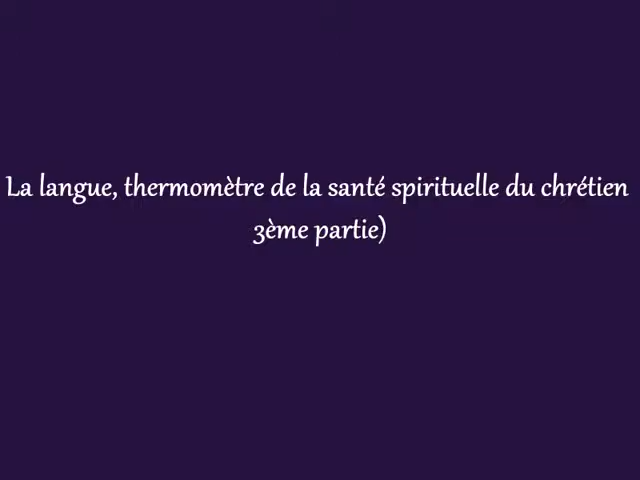 La langue, thermomètre de la santé spirituelle du chrétien
3ème partie)